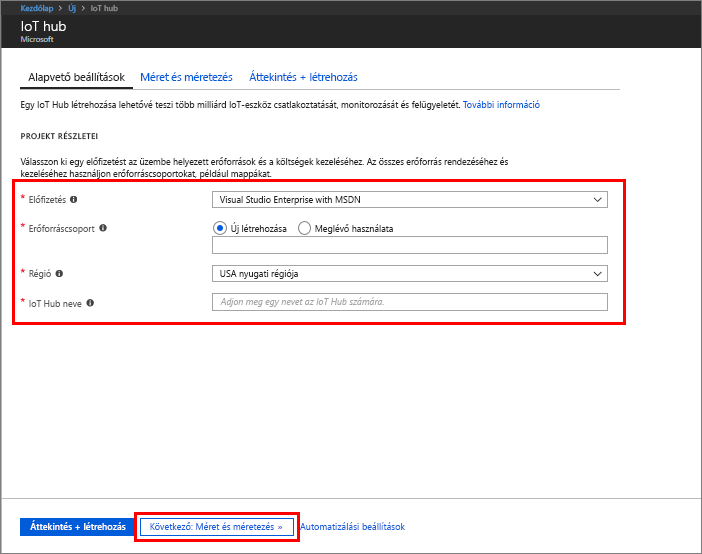 Kezdőlap > Új > IoT hub
IoT hub
Microsoft
Alapvető beállítások Méret és méretezés Áttekintés + létrehozás
Egy IoT Hub létrehozása lehetővé teszi több milliárd IoT-eszköz csatlakoztatását, monitorozását és felügyeletét. További információ
PROJEKT RÉSZLETEI
Válasszon ki egy előfizetést az üzembe helyezett erőforrások és a költségek kezeléséhez. Az összes erőforrás rendezéséhez és
kezeléséhez használjon erőforráscsoportokat, például mappákat.
* Előfizetés Visual Studio Enterprise with MSDN
* Erőforráscsoport Új létrehozása Meglévő használata
* Régió USA nyugati régiója
* IoT Hub neve Adjon meg egy nevet az IoT Hub számára.
Áttekintés + létrehozás Következő: Méret és méretezés » Automatizálási beállítások